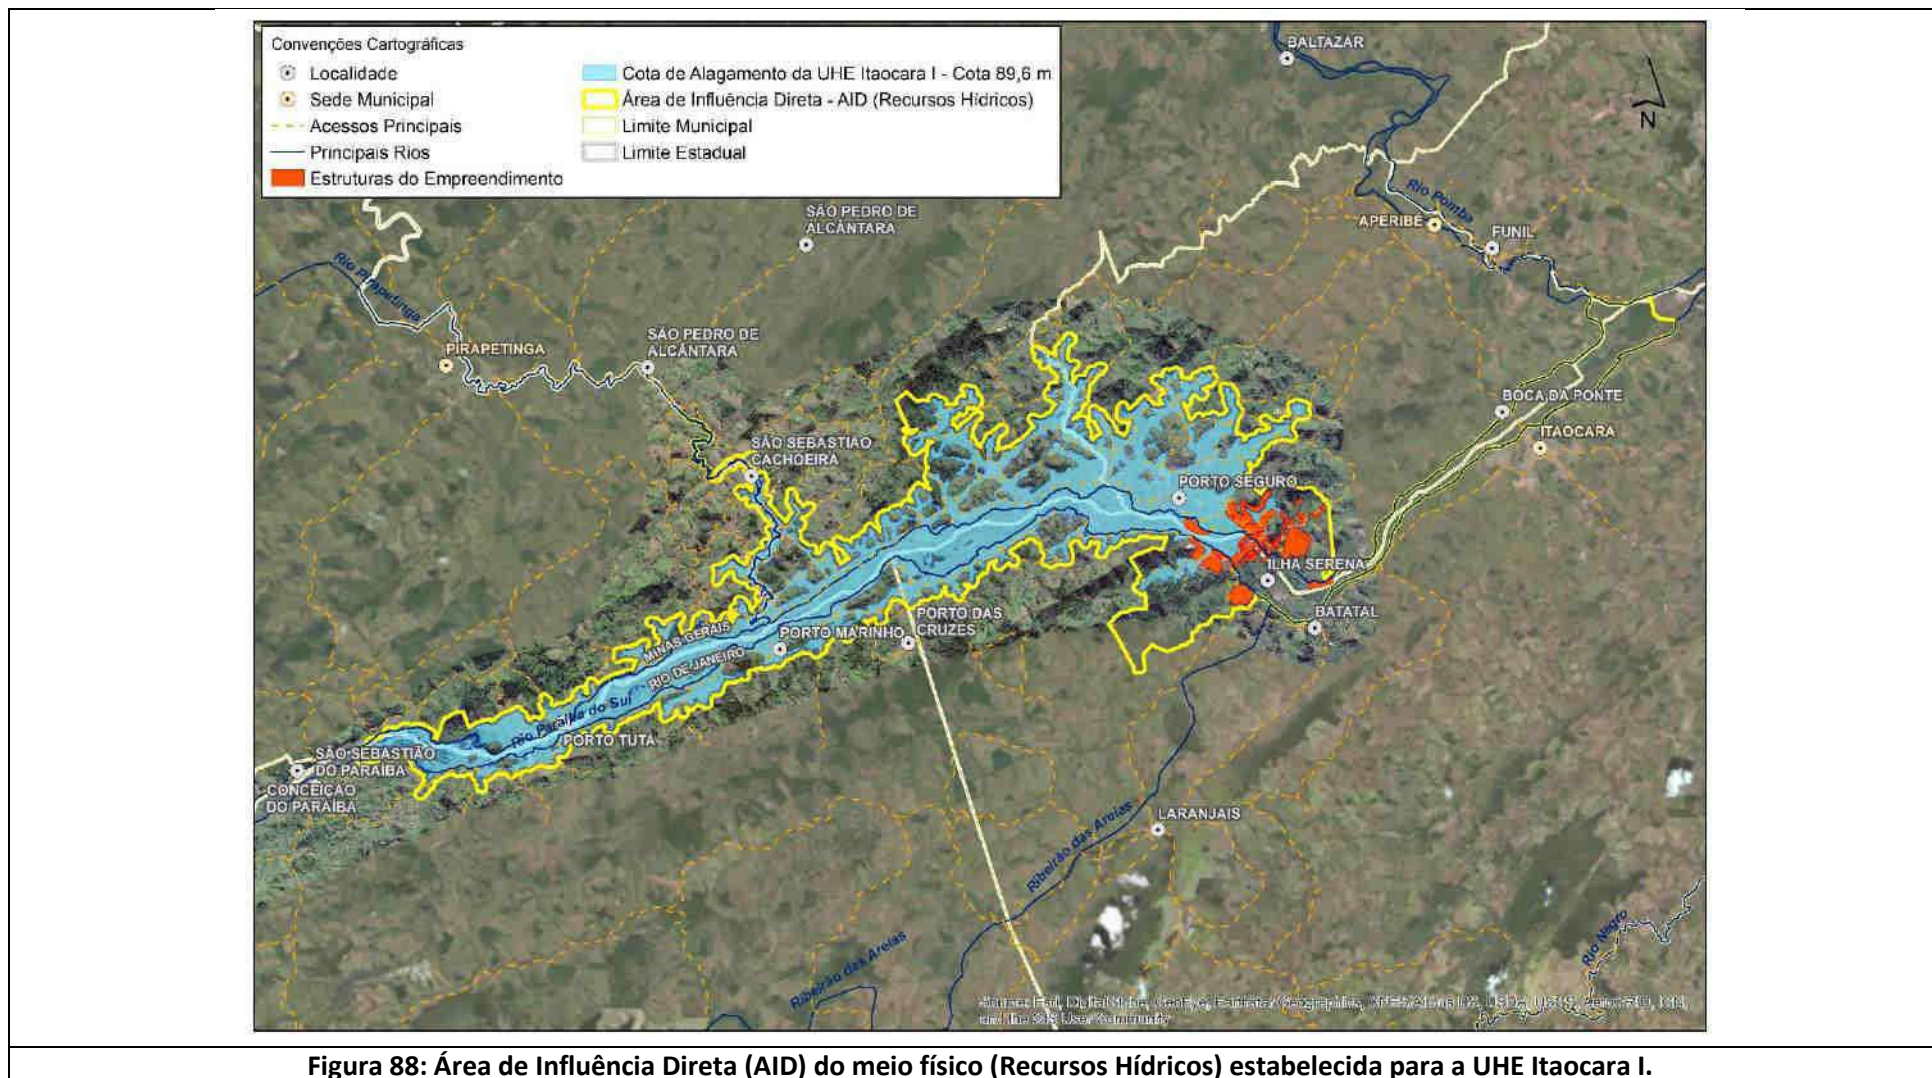 Convenções Cartográficas
Localidade
Sede Municipal
Acessos Principais
Principais Rios
Estruturas do Empreendimento
Cota de Alagamento da UHE Itaocara I - Cota 89,6 m
Área de Influência Direta - AID (Recursos Hídricos)
Limite Municipal
Limite Estadual
BALTAZAR
N
Rio Pomba
APERIBÉ
FUNIL
SÃO PEDRO DE
ALCÂNTARA
Rio Pirapetinga
PIRAPETINGA
SÃO PEDRO DE
ALCÂNTARA
BOCA DA PONTE
ITAOCARA
SÃO SEBASTIÃO
CACHOEIRA
PORTO SEGURO
ILHA SERENA
BATATAL
PORTO DAS
CRUZES
PORTO MARINHO
MINAS GERAIS
RIO DE JANEIRO
Rio Paraíba do Sul
PORTO TUTA
SÃO SEBASTIÃO
DO PARAÍBA
CONCEIÇÃO
DO PARAÍBA
LARANJAIS
Ribeirão das Areias
Ribeirão das Areias
Rio Negro
and the GIS User Community
Figura 88: Área de Influência Direta (AID) do meio físico (Recursos Hídricos) estabelecida para a UHE Itaocara I.